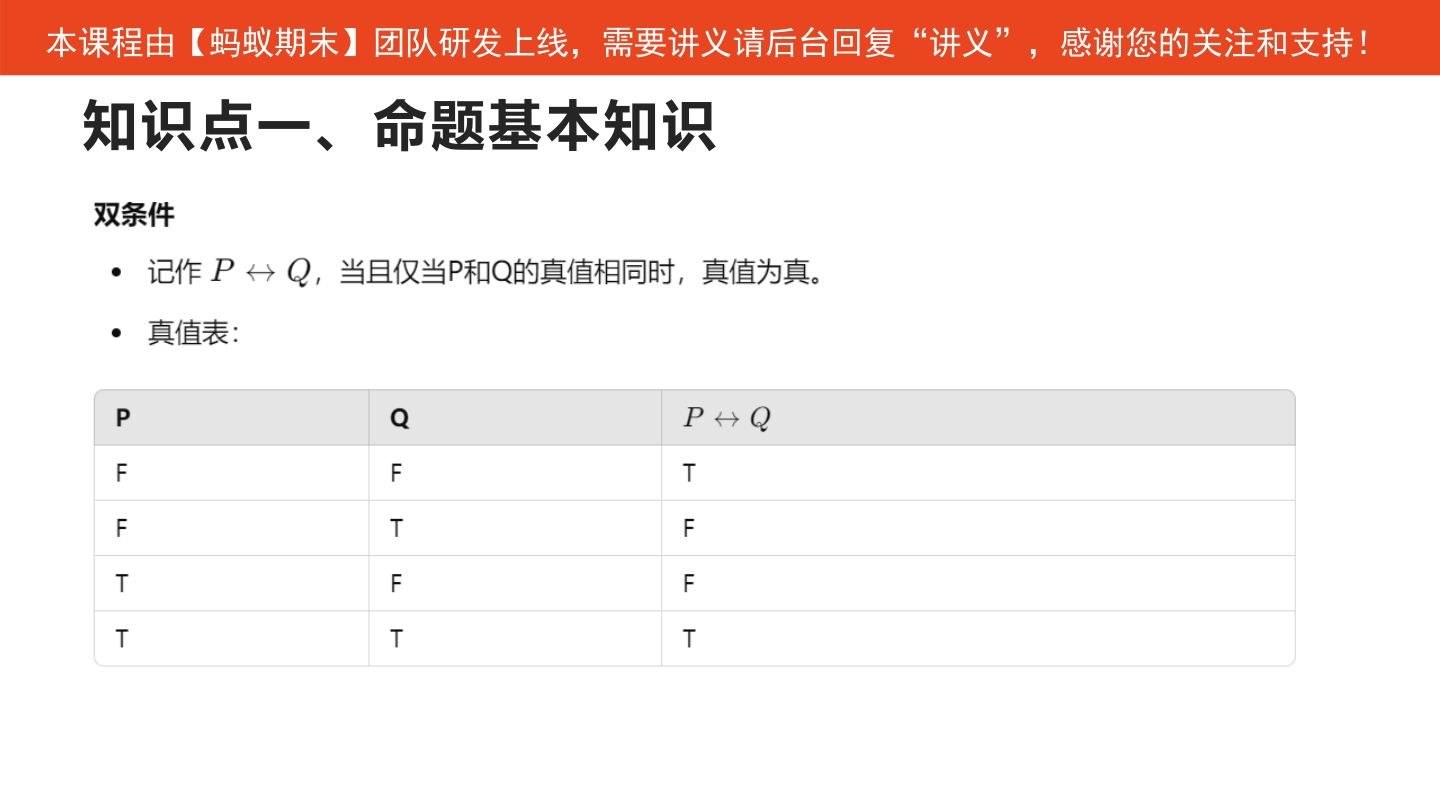 本课程由【蚂蚁期末】团队研发上线，需要讲义请后台回复“讲义”，感谢您的关注和支持！
知识点一、命题基本知识
双条件
• 记作 P ↔ Q，当且仅当P和Q的真值相同时，真值为真。
• 真值表：
P Q P ↔ Q
F F T
F T F
T F F
T T T